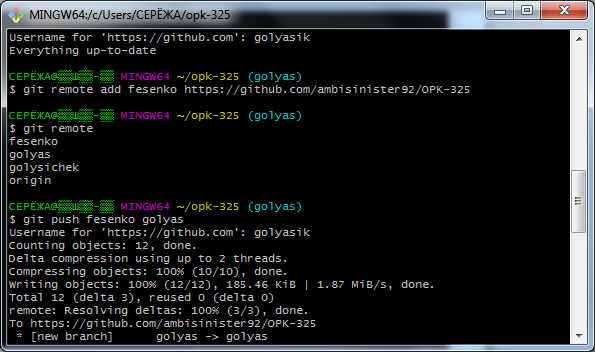 MINGW64:/c/Users/СЕРЁЖА/opk-325
Username for 'https://github.com': golyasik
Everything up-to-date
СЕРЁЖА@ MINGW64 ~/opk-325 (golyas)
$ git remote add fesenko https://github.com/ambisinister92/OPK-325
СЕРЁЖА@ MINGW64 ~/opk-325 (golyas)
$ git remote
fesenko
golyas
golysichek
origin
СЕРЁЖА@ MINGW64 ~/opk-325 (golyas)
$ git push fesenko golyas
Username for 'https://github.com': golyasik
Counting objects: 12, done.
Delta compression using up to 2 threads.
Compressing objects: 100% (10/10), done.
Writing objects: 100% (12/12), 185.46 KiB | 1.87 MiB/s, done.
Total 12 (delta 3), reused 0 (delta 0)
remote: Resolving deltas: 100% (3/3), done.
To https://github.com/ambisinister92/OPK-325
* [new branch] golyas -> golyas